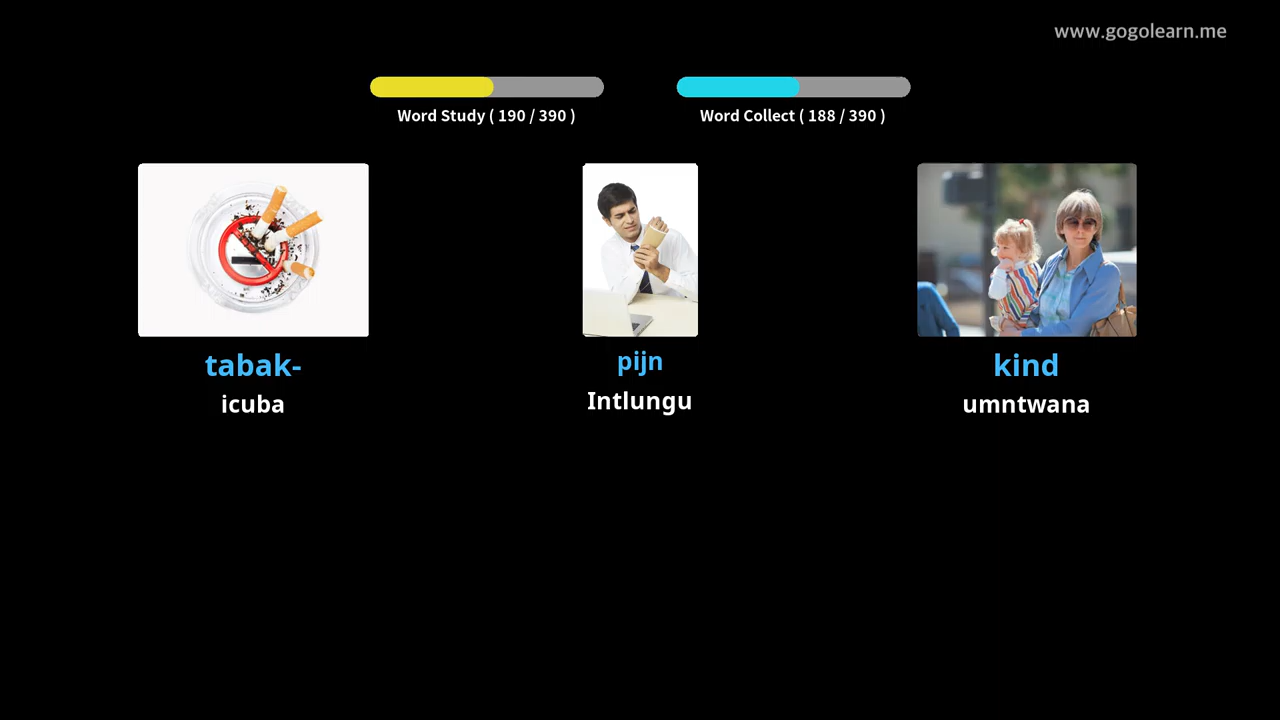 www.gogolearn.me
Word Study ( 190 / 390 )
Word Collect ( 188 / 390 )
tabak-
icuba
pijn
Intlungu
kind
umntwana